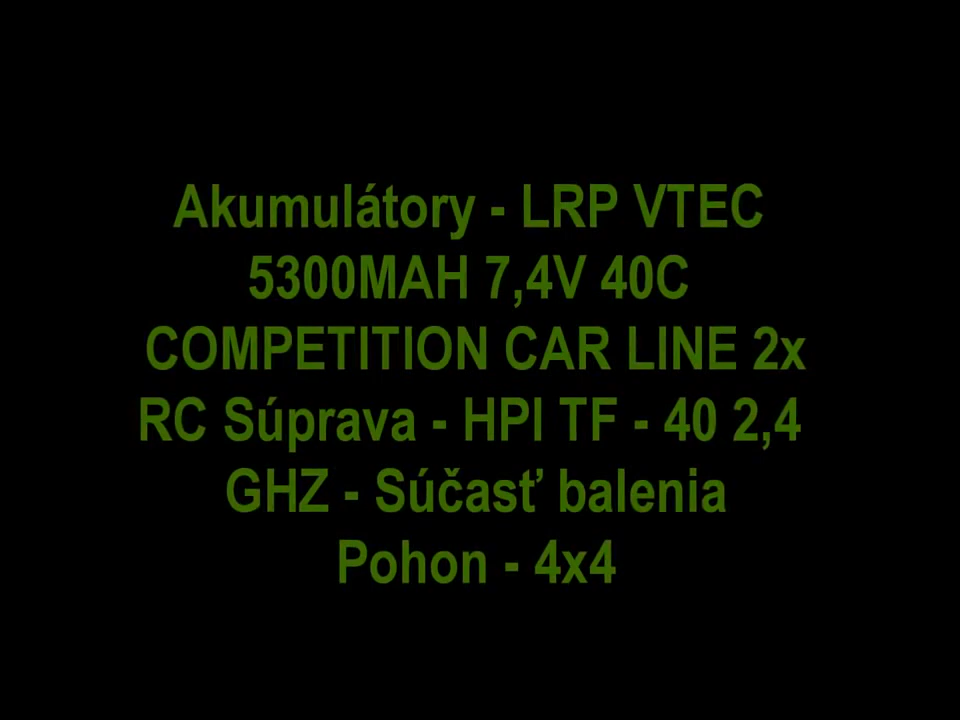 Akumulátory - LRP VTEC
5300MAH 7,4V 40C
COMPETITION CAR LINE 2x
RC Súprava - HPI TF - 40 2,4
GHZ - Súčasť balenia
Pohon - 4x4